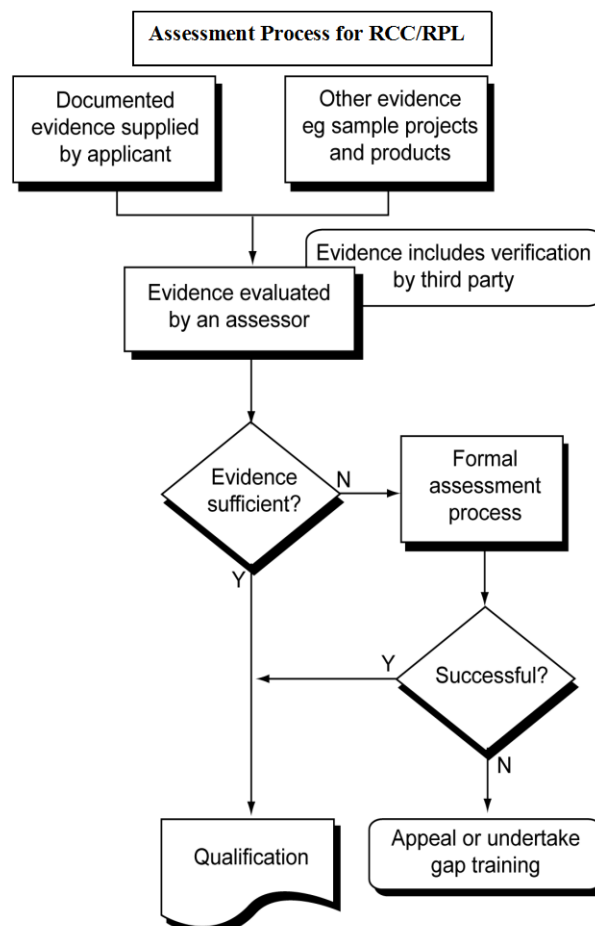 Assessment Process for RCC/RPL
Documented
evidence supplied
by applicant
Other evidence
eg sample projects
and products
Evidence includes verification
by third party
Evidence evaluated
by an assessor
Evidence
sufficient?
N
Y
Formal
assessment
process
Successful?
Y
N
Qualification
Appeal or undertake
gap training